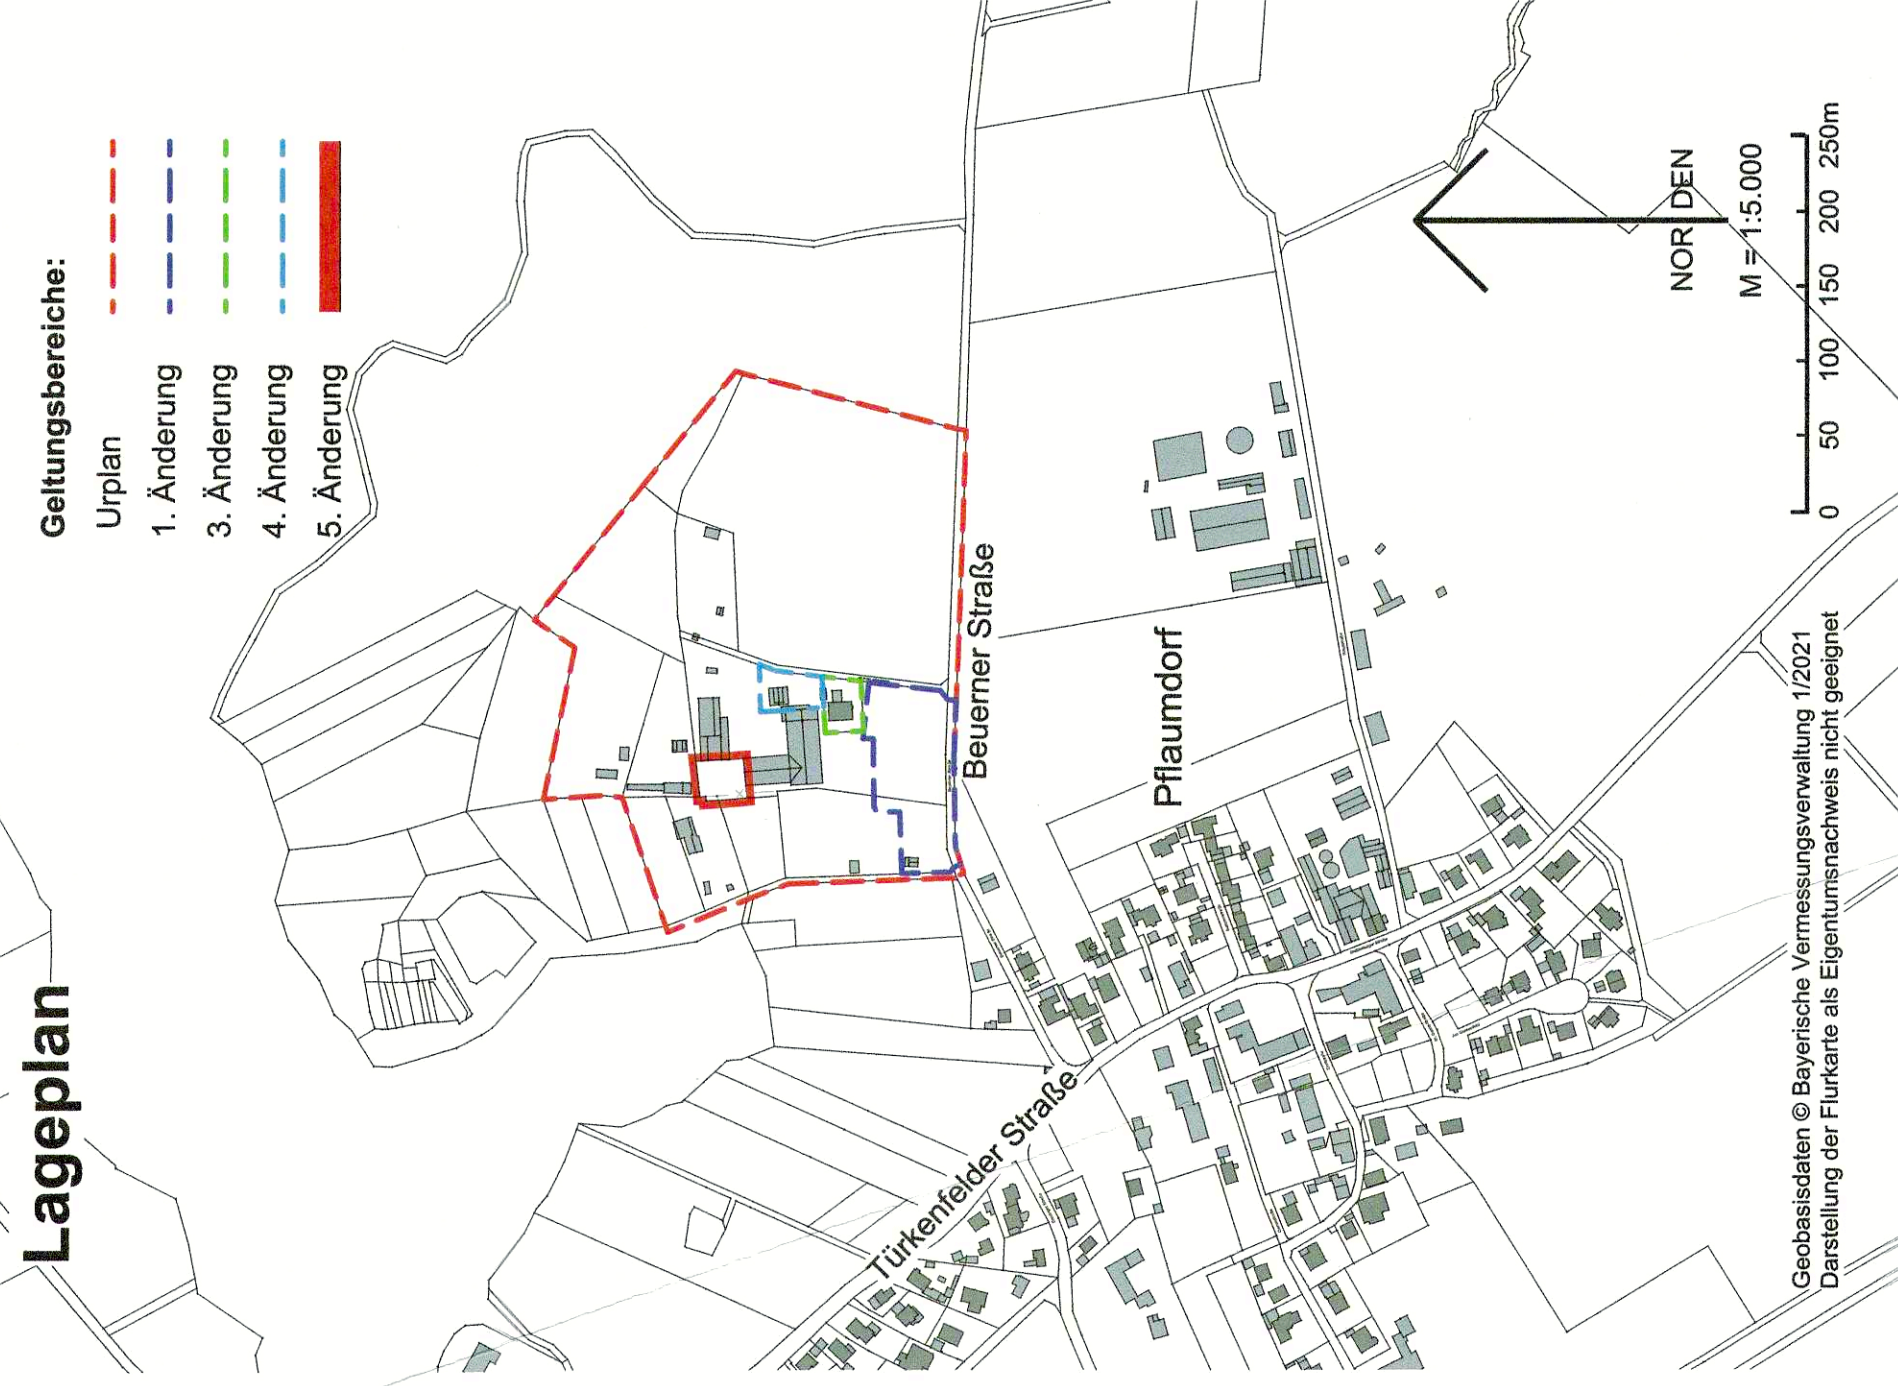 Lageplan
Geltungsbereiche:
Urplan
1. Änderung
3. Änderung
4. Änderung
5. Änderung
Beuerner Straße
Pflaumdorf
Türkenfelder Straße
NORDEN
M = 1:5.000
0 50 100 150 200 250m
Geobasisdaten © Bayerische Vermessungsverwaltung 1/2021
Darstellung der Flurkarte als Eigentumsnachweis nicht geeignet